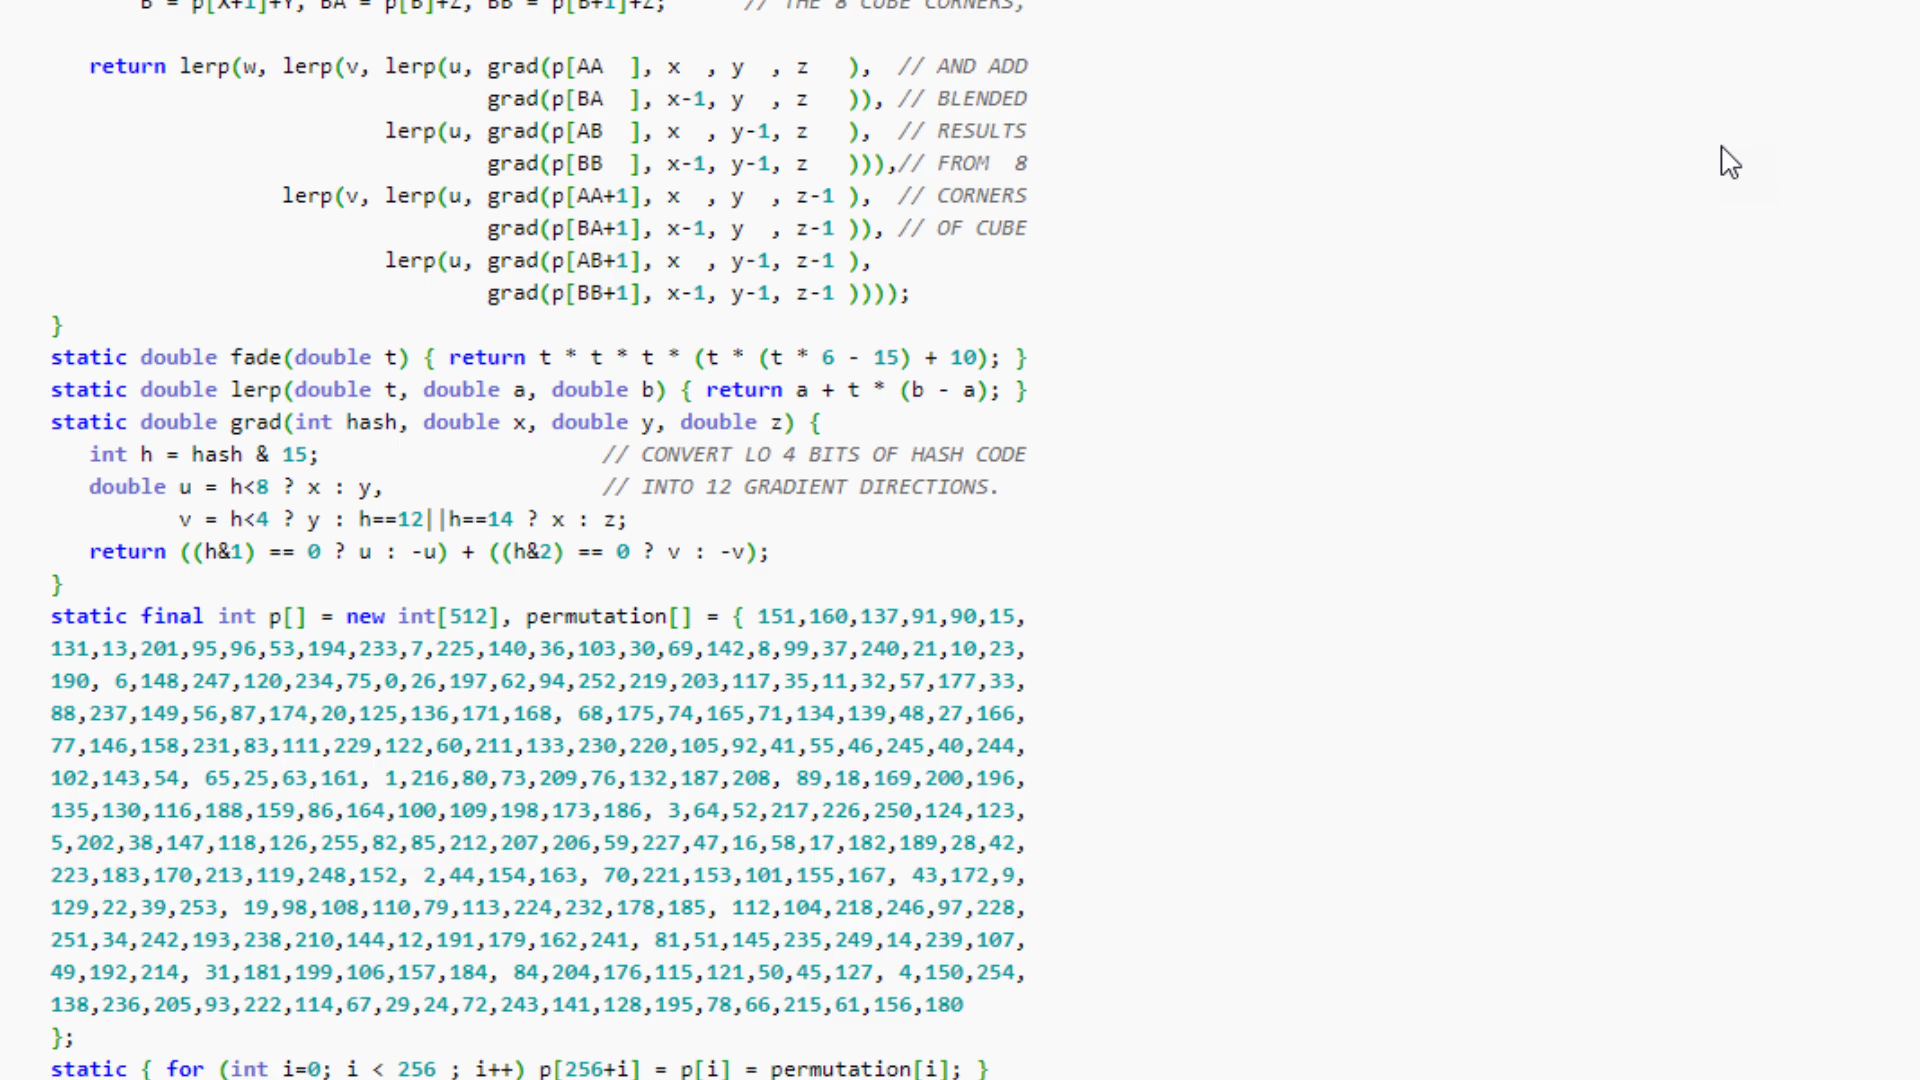 B = p[X+1]+Y, BA = p[B]+Z, BB = p[B+1]+Z;      // THE 8 CUBE CORNERS,
return lerp(w, lerp(v, lerp(u, grad(p[AA  ], x  , y  , z   ),  // AND ADD
grad(p[BA  ], x-1, y  , z   )), // BLENDED
lerp(u, grad(p[AB  ], x  , y-1, z   ),  // RESULTS
grad(p[BB  ], x-1, y-1, z   ))),// FROM  8
lerp(v, lerp(u, grad(p[AA+1], x  , y  , z-1 ),  // CORNERS
grad(p[BA+1], x-1, y  , z-1 )), // OF CUBE
lerp(u, grad(p[AB+1], x  , y-1, z-1 ),
grad(p[BB+1], x-1, y-1, z-1 ))));
}
static double fade(double t) { return t * t * t * (t * (t * 6 - 15) + 10); }
static double lerp(double t, double a, double b) { return a + t * (b - a); }
static double grad(int hash, double x, double y, double z) {
int h = hash & 15;                      // CONVERT LO 4 BITS OF HASH CODE
double u = h<8 ? x : y,                 // INTO 12 GRADIENT DIRECTIONS.
v = h<4 ? y : h==12||h==14 ? x : z;
return ((h&1) == 0 ? u : -u) + ((h&2) == 0 ? v : -v);
}
static final int p[] = new int[512], permutation[] = { 151,160,137,91,90,15,
131,13,201,95,96,53,194,233,7,225,140,36,103,30,69,142,8,99,37,240,21,10,23,
190, 6,148,247,120,234,75,0,26,197,62,94,252,219,203,117,35,11,32,57,177,33,
88,237,149,56,87,174,20,125,136,171,168, 68,175,74,165,71,134,139,48,27,166,
77,146,158,231,83,111,229,122,60,211,133,230,220,105,92,41,55,46,245,40,244,
102,143,54, 65,25,63,161, 1,216,80,73,209,76,132,187,208, 89,18,169,200,196,
135,130,116,188,159,86,164,100,109,198,173,186, 3,64,52,217,226,250,124,123,
5,202,38,147,118,126,255,82,85,212,207,206,59,227,47,16,58,17,182,189,28,42,
223,183,170,213,119,248,152, 2,44,154,163, 70,221,153,101,155,167, 43,172,9,
129,22,39,253, 19,98,108,110,79,113,224,232,178,185, 112,104,218,246,97,228,
251,34,242,193,238,210,144,12,191,179,162,241, 81,51,145,235,249,14,239,107,
49,192,214, 31,181,199,106,157,184, 84,204,176,115,121,50,45,127, 4,150,254,
138,236,205,93,222,114,67,29,24,72,243,141,128,195,78,66,215,61,156,180
};
static { for (int i=0; i < 256 ; i++) p[256+i] = p[i] = permutation[i]; }